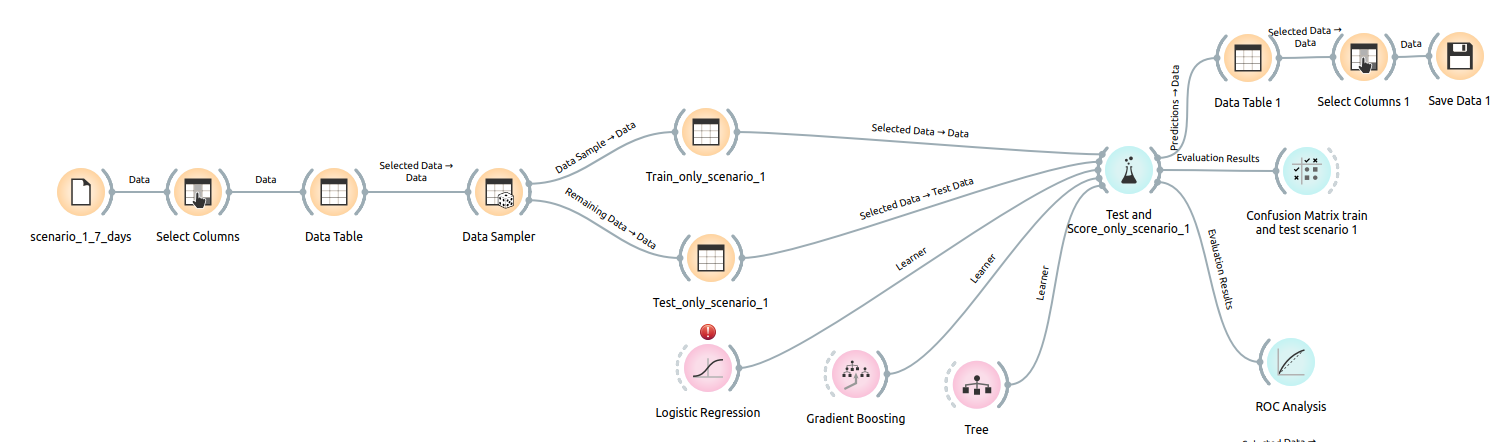 scenario_1_7_days
Data
Select Columns
Data
Data Table
Selected Data →
Data
Data Sampler
Data Sample → Data
Remaining Data → Data
Train_only_scenario_1
Test_only_scenario_1
Selected Data → Data
Selected Data → Test Data
!
Logistic Regression
Learner
Gradient Boosting
Learner
Tree
Learner
Test and
Score_only_scenario_1
Predictions → Data
Data Table 1
Selected Data →
Data
Select Columns 1
Data
Save Data 1
Evaluation Results
Confusion Matrix train
and test scenario 1
Evaluation Results
ROC Analysis
Selected Data →